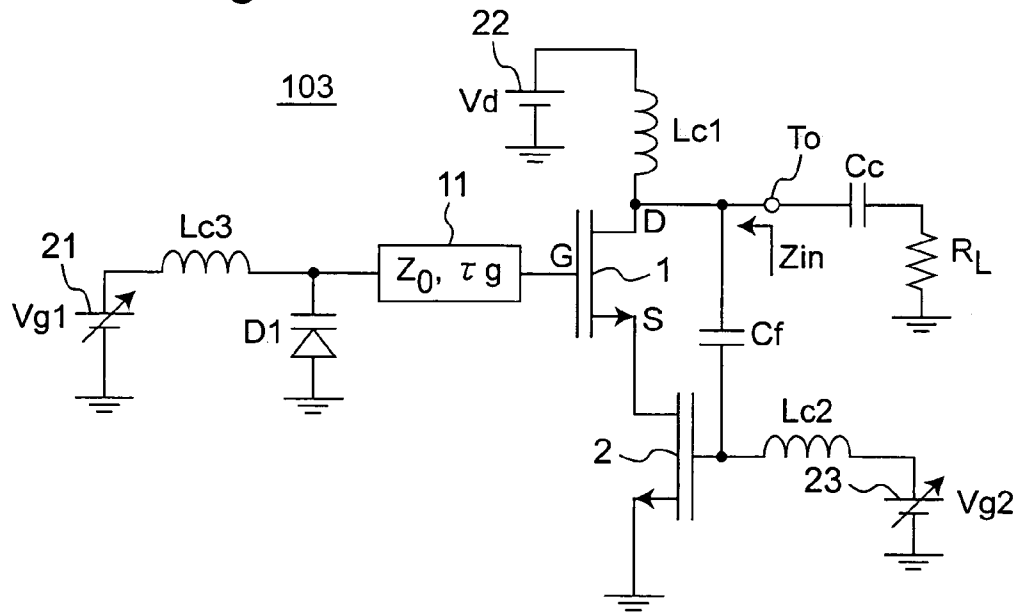 22
103
Vd
Lc1
To
Cc
11
Lc3
21
G
D
Z0, τg
1
Zin
RL
Vg1
D1
S
Cf
Lc2
2
23
Vg2